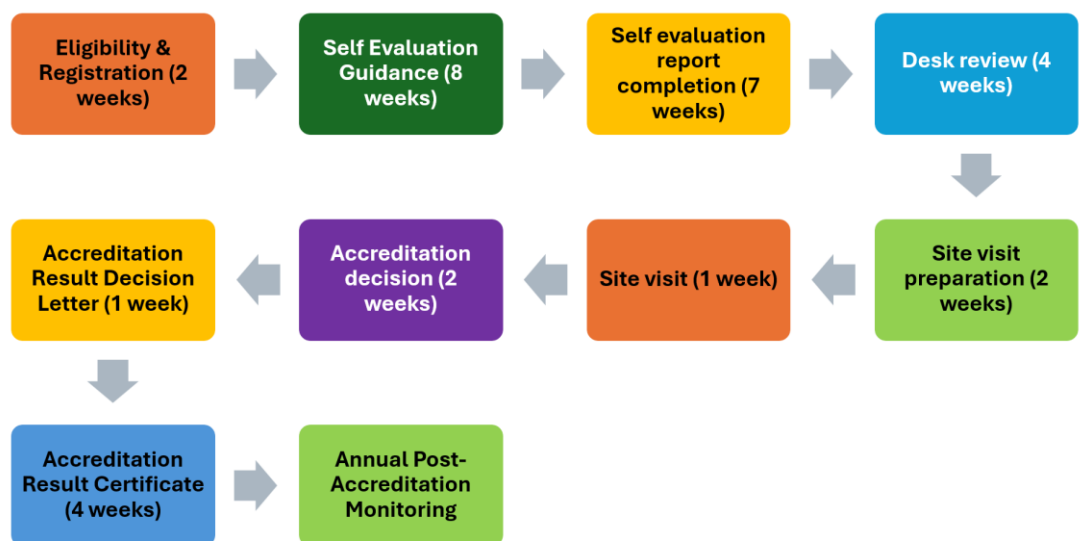 Eligibility &
Registration (2
weeks)
Self Evaluation
Guidance (8
weeks)
Self evaluation
report
completion (7
weeks)
Desk review (4
weeks)
Site visit
preparation (2
weeks)
Site visit (1 week)
Accreditation
decision (2
weeks)
Accreditation
Result Decision
Letter (1 week)
Accreditation
Result Certificate
(4 weeks)
Annual Post-
Accreditation
Monitoring